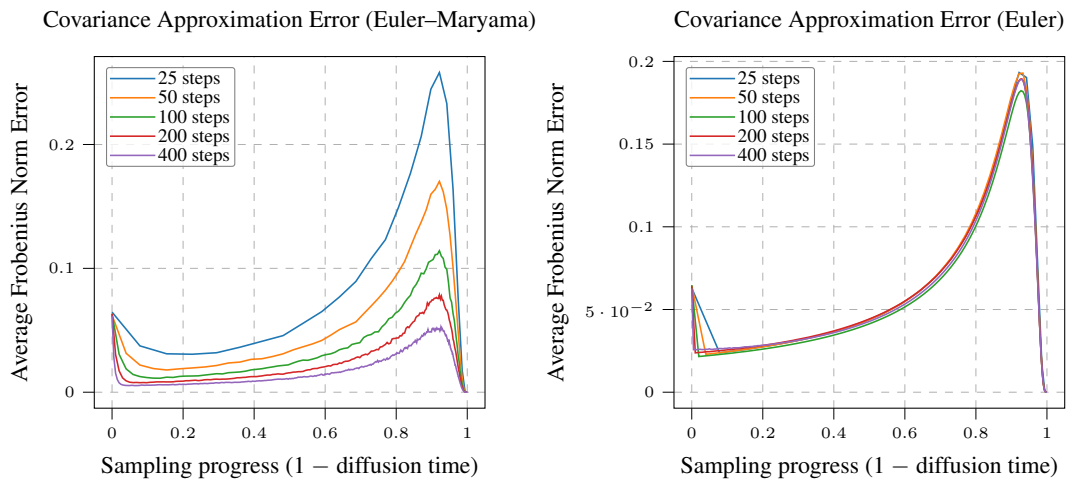 Covariance Approximation Error (Euler–Maryama)
Average Frobenius Norm Error
25 steps
50 steps
100 steps
200 steps
400 steps
0.2
0.1
0
0 0.2 0.4 0.6 0.8 1
Sampling progress (1 − diffusion time)
Covariance Approximation Error (Euler)
Average Frobenius Norm Error
25 steps
50 steps
100 steps
200 steps
400 steps
0.2
0.15
0.1
5 · 10⁻²
0
0 0.2 0.4 0.6 0.8 1
Sampling progress (1 − diffusion time)